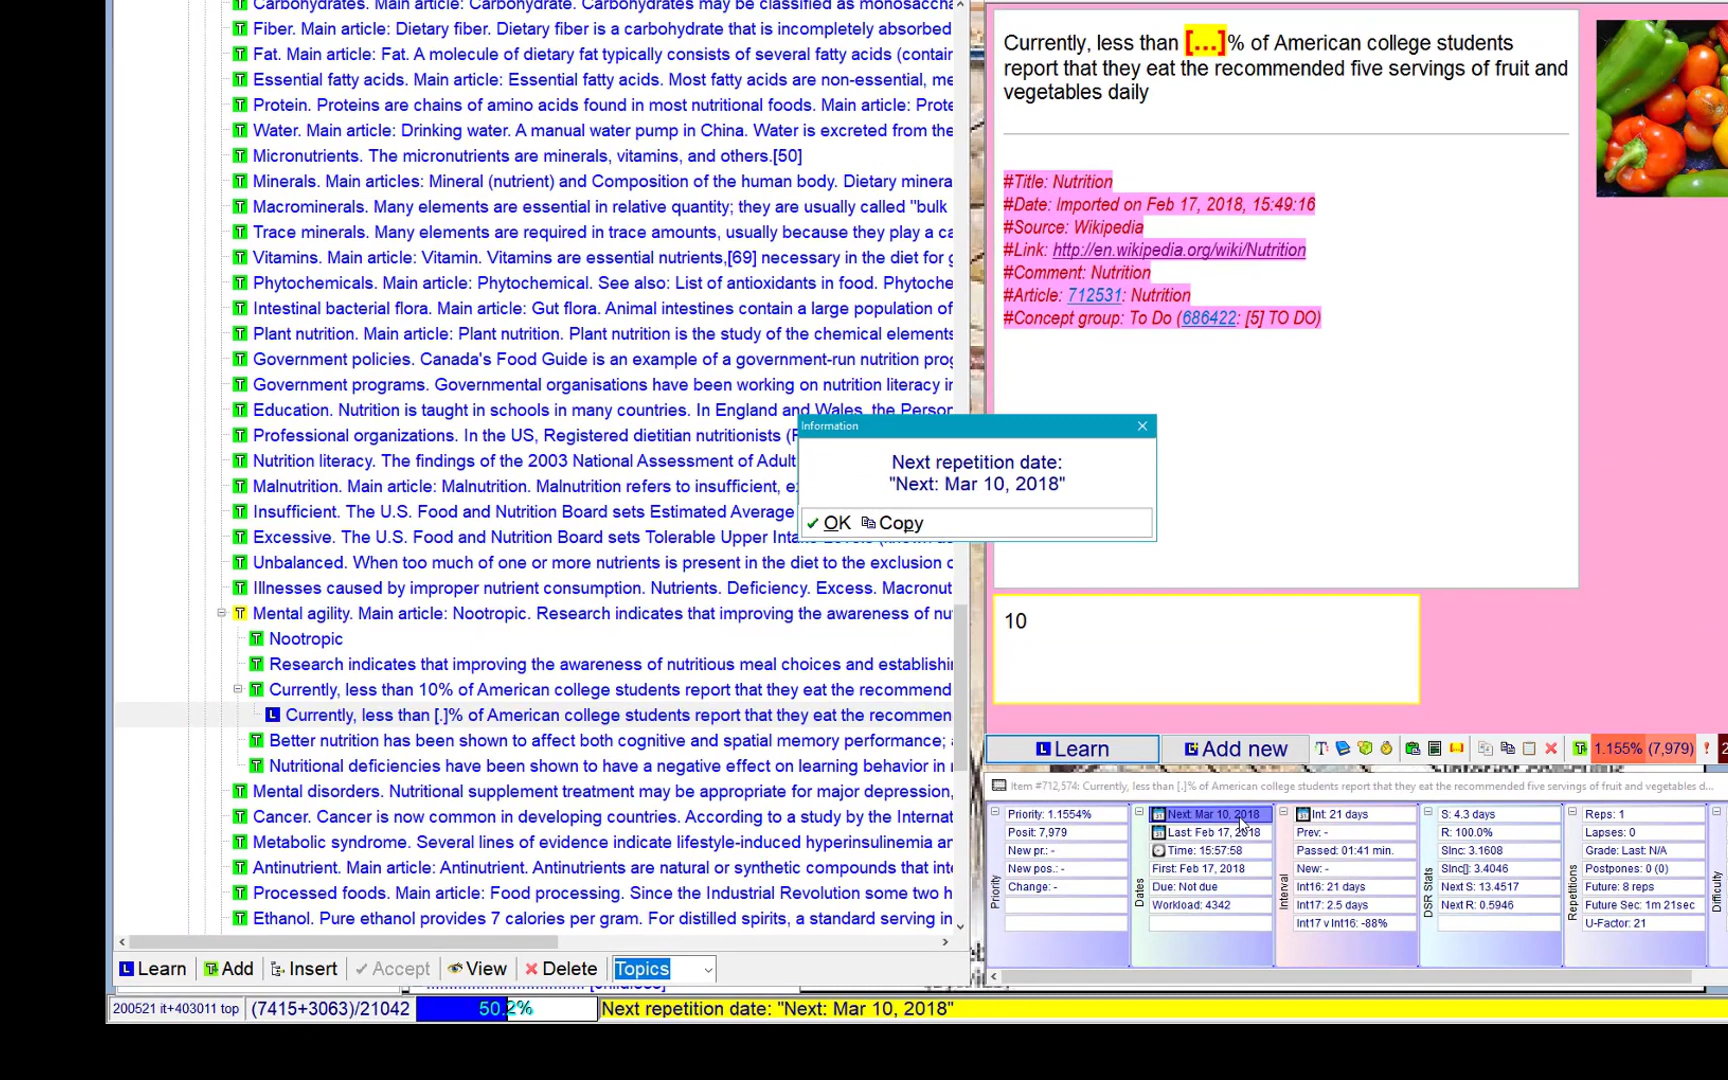 Carbohydrates. Main article: Carbohydrate. Carbohydrates may be classified as monosaccha
Fiber. Main article: Dietary fiber. Dietary fiber is a carbohydrate that is incompletely absorbed
Fat. Main article: Fat. A molecule of dietary fat typically consists of several fatty acids (contain
Essential fatty acids. Main article: Essential fatty acids. Most fatty acids are non-essential, me
Protein. Proteins are chains of amino acids found in most nutritional foods. Main article: Prote
Water. Main article: Drinking water. A manual water pump in China. Water is excreted from the
Micronutrients. The micronutrients are minerals, vitamins, and others.[50]
Minerals. Main articles: Mineral (nutrient) and Composition of the human body. Dietary minera
Macrominerals. Many elements are essential in relative quantity; they are usually called "bulk
Trace minerals. Many elements are required in trace amounts, usually because they play a ca
Vitamins. Main article: Vitamin. Vitamins are essential nutrients,[69] necessary in the diet for g
Phytochemicals. Main article: Phytochemical. See also: List of antioxidants in food. Phytoche
Intestinal bacterial flora. Main article: Gut flora. Animal intestines contain a large population of
Plant nutrition. Main article: Plant nutrition. Plant nutrition is the study of the chemical elements
Government policies. Canada's Food Guide is an example of a government-run nutrition prog
Government programs. Governmental organisations have been working on nutrition literacy in
Education. Nutrition is taught in schools in many countries. In England and Wales, the Person
Professional organizations. In the US, Registered dietitian nutritionists (R
Nutrition literacy. The findings of the 2003 National Assessment of Adult
Malnutrition. Main article: Malnutrition. Malnutrition refers to insufficient, e
Insufficient. The U.S. Food and Nutrition Board sets Estimated Average
Excessive. The U.S. Food and Nutrition Board sets Tolerable Upper Intake Levels
Unbalanced. When too much of one or more nutrients is present in the diet to the exclusion o
Illnesses caused by improper nutrient consumption. Nutrients. Deficiency. Excess. Macronut
Mental agility. Main article: Nootropic. Research indicates that improving the awareness of nu
Nootropic
Research indicates that improving the awareness of nutritious meal choices and establishi
Currently, less than 10% of American college students report that they eat the recommend
Currently, less than [.]% of American college students report that they eat the recommen
Better nutrition has been shown to affect both cognitive and spatial memory performance; a
Nutritional deficiencies have been shown to have a negative effect on learning behavior in r
Mental disorders. Nutritional supplement treatment may be appropriate for major depression,
Cancer. Cancer is now common in developing countries. According to a study by the Internat
Metabolic syndrome. Several lines of evidence indicate lifestyle-induced hyperinsulinemia an
Antinutrient. Main article: Antinutrient. Antinutrients are natural or synthetic compounds that i
Processed foods. Main article: Food processing. Since the Industrial Revolution some two h
Ethanol. Pure ethanol provides 7 calories per gram. For distilled spirits, a standard serving in
Learn Add Insert Accept View Delete Topics
200521 it+403011 top (7415+3063)/21042 50.2% Next repetition date: "Next: Mar 10, 2018"
Currently, less than [...]% of American college students
report that they eat the recommended five servings of fruit and
vegetables daily
#Title: Nutrition
#Date: Imported on Feb 17, 2018, 15:49:16
#Source: Wikipedia
#Link: http://en.wikipedia.org/wiki/Nutrition
#Comment: Nutrition
#Article: 712531: Nutrition
#Concept group: To Do (686422: [5] TO DO)
Information
Next repetition date:
"Next: Mar 10, 2018"
OK Copy
10
Learn Add new 1.155% (7,979)
Item #712,574: Currently, less than [.]% of American college students report that they eat the recommended five servings of fruit and vegetables d...
Priority
Priority: 1.1554%
Posit: 7,979
New pr.: -
New pos.: -
Change: -
Dates
Next: Mar 10, 2018
Last: Feb 17, 2018
Time: 15:57:58
First: Feb 17, 2018
Due: Not due
Workload: 4342
Interval
Int: 21 days
Prev: -
Passed: 01:41 min.
New: -
Int16: 21 days
Int17: 2.5 days
Int17 v Int16: -88%
DSR Stats
S: 4.3 days
R: 100.0%
SInc: 3.1608
SInc[]: 3.4046
Next S: 13.4517
Next R: 0.5946
Repetitions
Reps: 1
Lapses: 0
Grade: Last: N/A
Postpones: 0 (0)
Future: 8 reps
Future Sec: 1m 21sec
U-Factor: 21
Difficulty